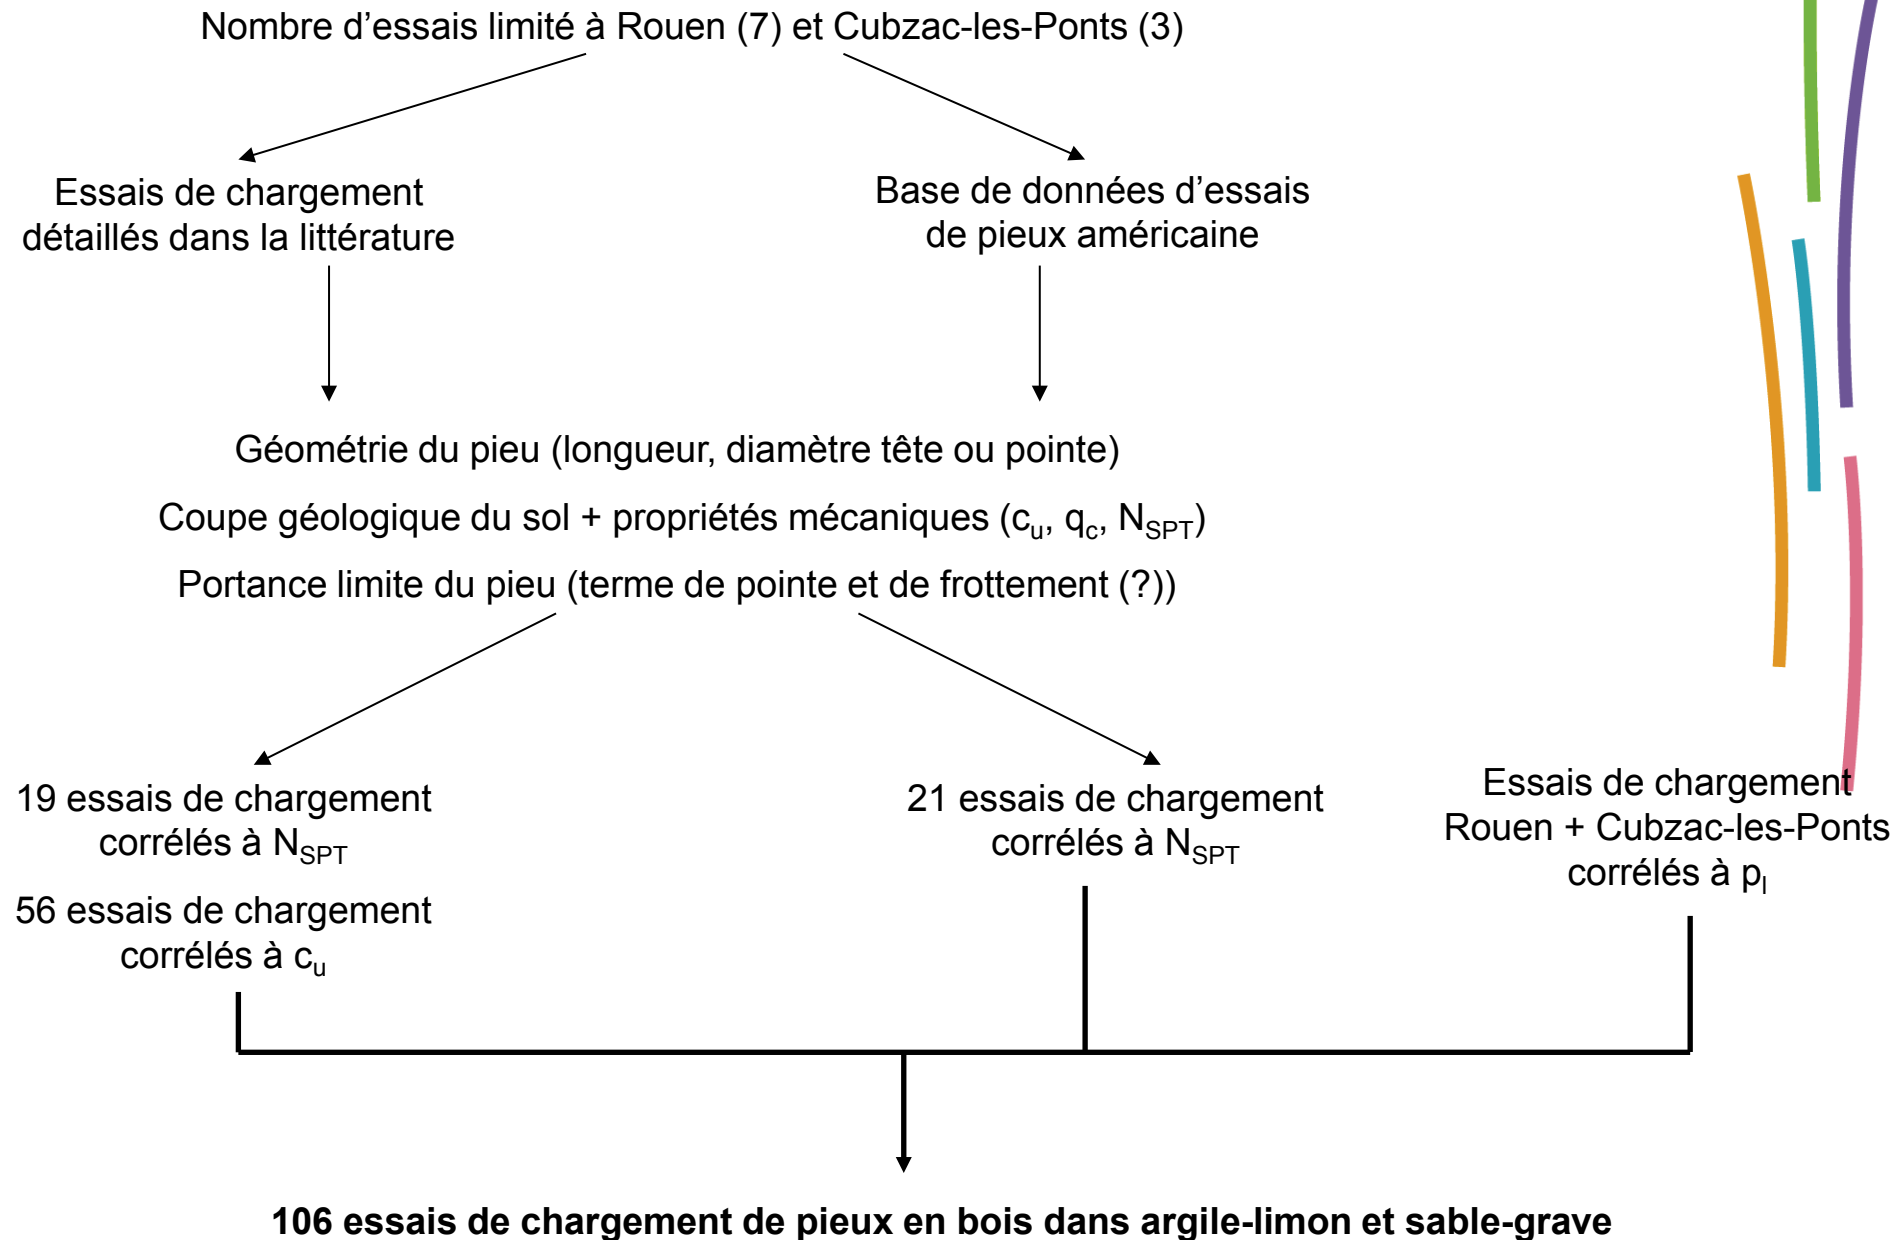 Nombre d’essais limité à Rouen (7) et Cubzac-les-Ponts (3)
Essais de chargement
détaillés dans la littérature
Base de données d’essais
de pieux américaine
Géométrie du pieu (longueur, diamètre tête ou pointe)
Coupe géologique du sol + propriétés mécaniques (cu, qc, NSPT)
Portance limite du pieu (terme de pointe et de frottement (?))
19 essais de chargement
corrélés à NSPT
56 essais de chargement
corrélés à cu
21 essais de chargement
corrélés à NSPT
Essais de chargement
Rouen + Cubzac-les-Ponts
corrélés à pl
106 essais de chargement de pieux en bois dans argile-limon et sable-grave